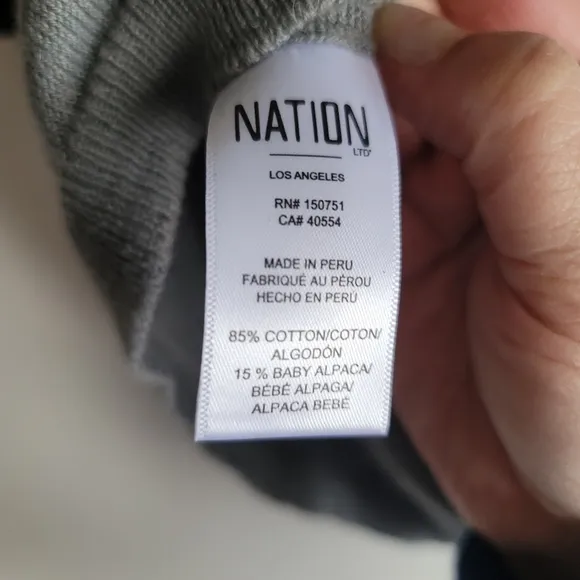 NATION
LTD
LOS ANGELES
RN# 150751
CA# 40554
MADE IN PERU
FABRIQUÉ AU PÉROU
HECHO EN PERÚ
85% COTTON/COTON/
ALGODÓN
15 % BABY ALPACA/
BÉBÉ ALPAGA/
ALPACA BEBÉ